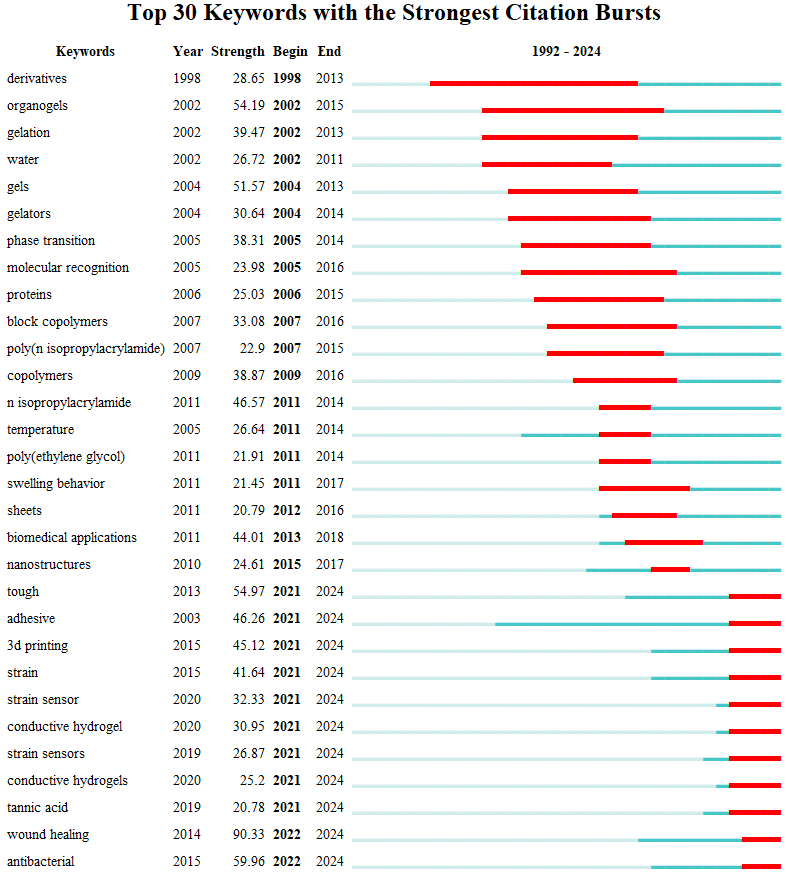 Top 30 Keywords with the Strongest Citation Bursts
Keywords Year Strength Begin End 1992 - 2024
derivatives 1998 28.65 1998 2013
organogels 2002 54.19 2002 2015
gelation 2002 39.47 2002 2013
water 2002 26.72 2002 2011
gels 2004 51.57 2004 2013
gelators 2004 30.64 2004 2014
phase transition 2005 38.31 2005 2014
molecular recognition 2005 23.98 2005 2016
proteins 2006 25.03 2006 2015
block copolymers 2007 33.08 2007 2016
poly(n isopropylacrylamide) 2007 22.9 2007 2015
copolymers 2009 38.87 2009 2016
n isopropylacrylamide 2011 46.57 2011 2014
temperature 2005 26.64 2011 2014
poly(ethylene glycol) 2011 21.91 2011 2014
swelling behavior 2011 21.45 2011 2017
sheets 2011 20.79 2012 2016
biomedical applications 2011 44.01 2013 2018
nanostructures 2010 24.61 2015 2017
tough 2013 54.97 2021 2024
adhesive 2003 46.26 2021 2024
3d printing 2015 45.12 2021 2024
strain 2015 41.64 2021 2024
strain sensor 2020 32.33 2021 2024
conductive hydrogel 2020 30.95 2021 2024
strain sensors 2019 26.87 2021 2024
conductive hydrogels 2020 25.2 2021 2024
tannic acid 2019 20.78 2021 2024
wound healing 2014 90.33 2022 2024
antibacterial 2015 59.96 2022 2024